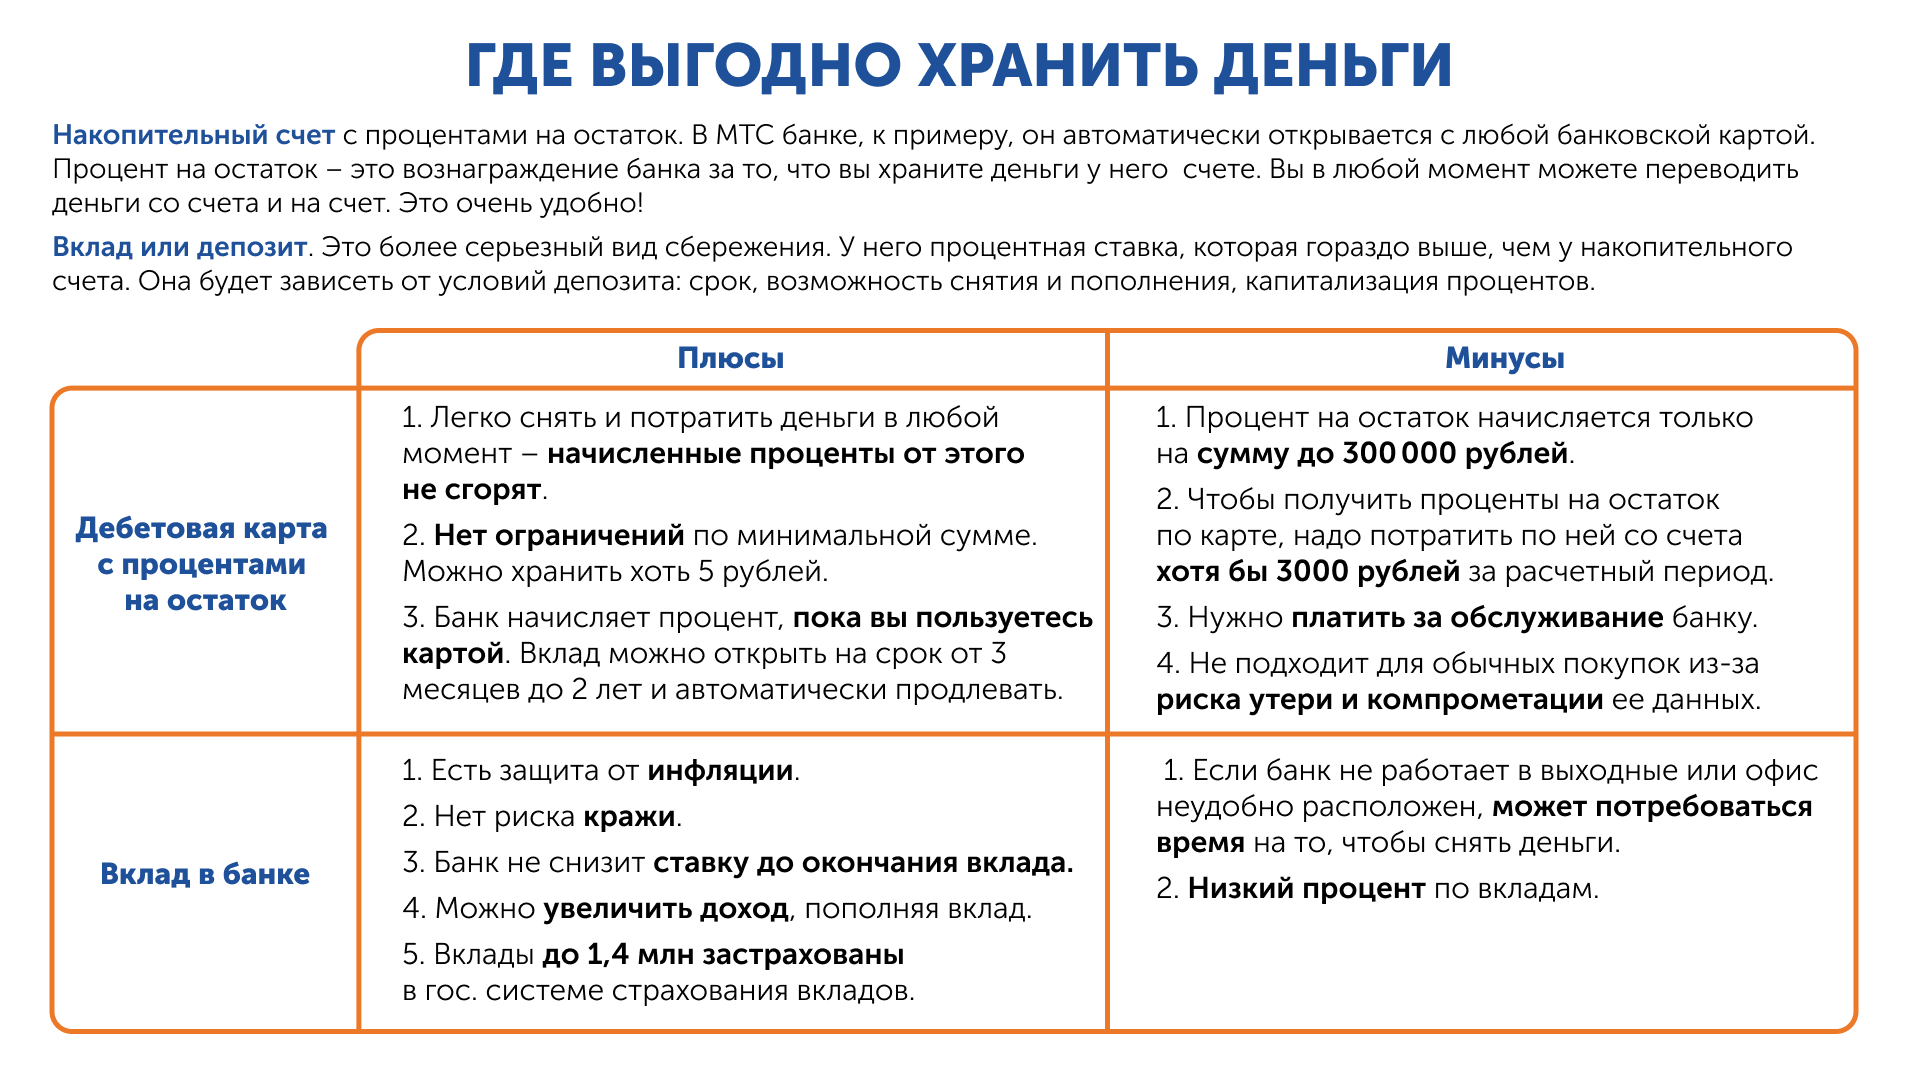 ГДЕ ВЫГОДНО ХРАНИТЬ ДЕНЬГИ
Накопительный счет с процентами на остаток. В МТС банке, к примеру, он автоматически открывается с любой банковской картой.
Процент на остаток – это вознаграждение банка за то, что вы храните деньги у него  счете. Вы в любой момент можете переводить
деньги со счета и на счет. Это очень удобно!
Вклад или депозит. Это более серьезный вид сбережения. У него процентная ставка, которая гораздо выше, чем у накопительного
счета. Она будет зависеть от условий депозита: срок, возможность снятия и пополнения, капитализация процентов.
Плюсы
Минусы
Дебетовая карта
с процентами
на остаток
1. Легко снять и потратить деньги в любой
момент – начисленные проценты от этого
не сгорят.
2. Нет ограничений по минимальной сумме.
Можно хранить хоть 5 рублей.
3. Банк начисляет процент, пока вы пользуетесь
картой. Вклад можно открыть на срок от 3
месяцев до 2 лет и автоматически продлевать.
1. Процент на остаток начисляется только
на сумму до 300 000 рублей.
2. Чтобы получить проценты на остаток
по карте, надо потратить по ней со счета
хотя бы 3000 рублей за расчетный период.
3. Нужно платить за обслуживание банку.
4. Не подходит для обычных покупок из-за
риска утери и компрометации ее данных.
Вклад в банке
1. Есть защита от инфляции.
2. Нет риска кражи.
3. Банк не снизит ставку до окончания вклада.
4. Можно увеличить доход, пополняя вклад.
5. Вклады до 1,4 млн застрахованы
в гос. системе страхования вкладов.
1. Если банк не работает в выходные или офис
неудобно расположен, может потребоваться
время на то, чтобы снять деньги.
2. Низкий процент по вкладам.